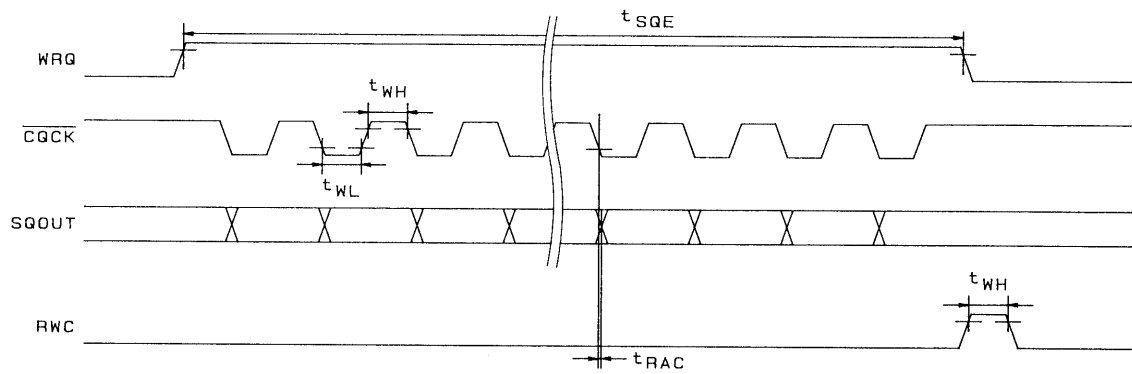 tSQE
WRQ
tWH
CQCK
tWL
SQOUT
tWH
RWC
tRAC